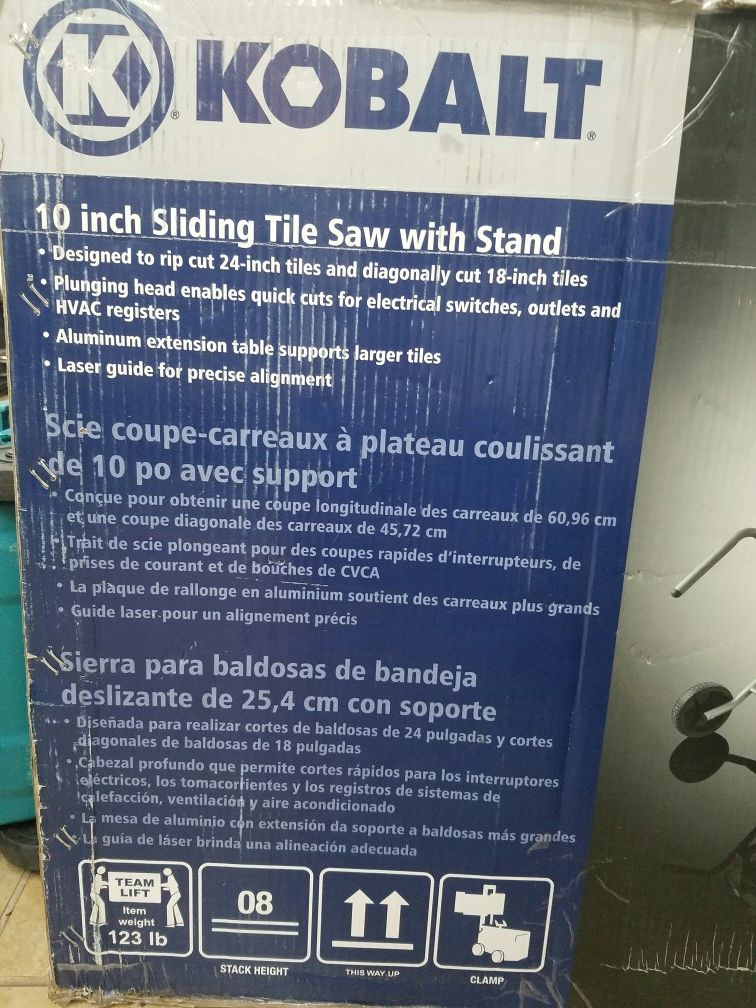 K
KOBALT
10 inch Sliding Tile Saw with Stand
• Designed to rip cut 24-inch tiles and diagonally cut 18-inch tiles
• Plunging head enables quick cuts for electrical switches, outlets and
HVAC registers
• Aluminum extension table supports larger tiles
• Laser guide for precise alignment
Scie coupe-carreaux à plateau coulissant
de 10 po avec support
• Conçue pour obtenir une coupe longitudinale des carreaux de 60,96 cm
et une coupe diagonale des carreaux de 45,72 cm
• Trait de scie plongeant pour des coupes rapides d'interrupteurs, de
prises de courant et de bouches de CVCA
• La plaque de rallonge en aluminium soutient des carreaux plus grands
• Guide laser pour un alignement précis
Sierra para baldosas de bandeja
deslizante de 25,4 cm con soporte
• Diseñada para realizar cortes de baldosas de 24 pulgadas y cortes
diagonales de baldosas de 18 pulgadas
• Cabezal profundo que permite cortes rápidos para los interruptores
eléctricos, los tomacorrientes y los registros de sistemas de
calefacción, ventilación y aire acondicionado
• La mesa de aluminio con extensión da soporte a baldosas más grandes
• La guía de láser brinda una alineación adecuada
TEAM
LIFT
Item
weight
123 lb
08
STACK HEIGHT
THIS WAY UP
CLAMP